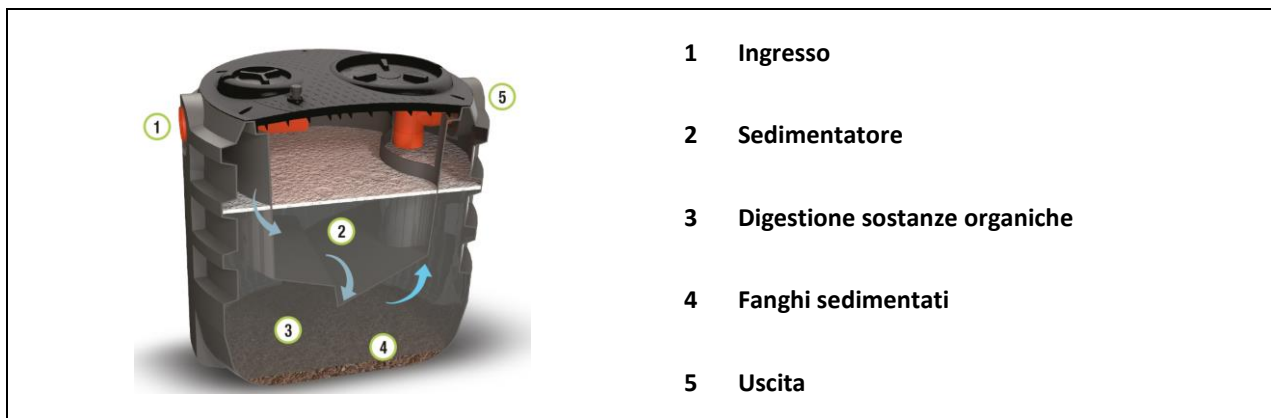 1 Ingresso
2 Sedimentatore
3 Digestione sostanze organiche
4 Fanghi sedimentati
5 Uscita
1
5
2
3
4